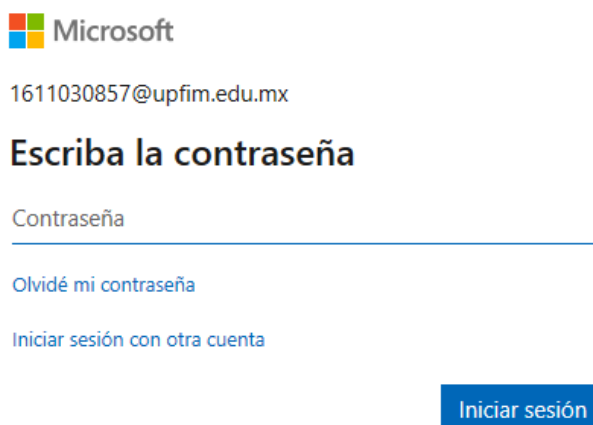 Microsoft
1611030857@upfim.edu.mx
Escriba la contraseña
Contraseña
Olvidé mi contraseña
Iniciar sesión con otra cuenta
Iniciar sesión